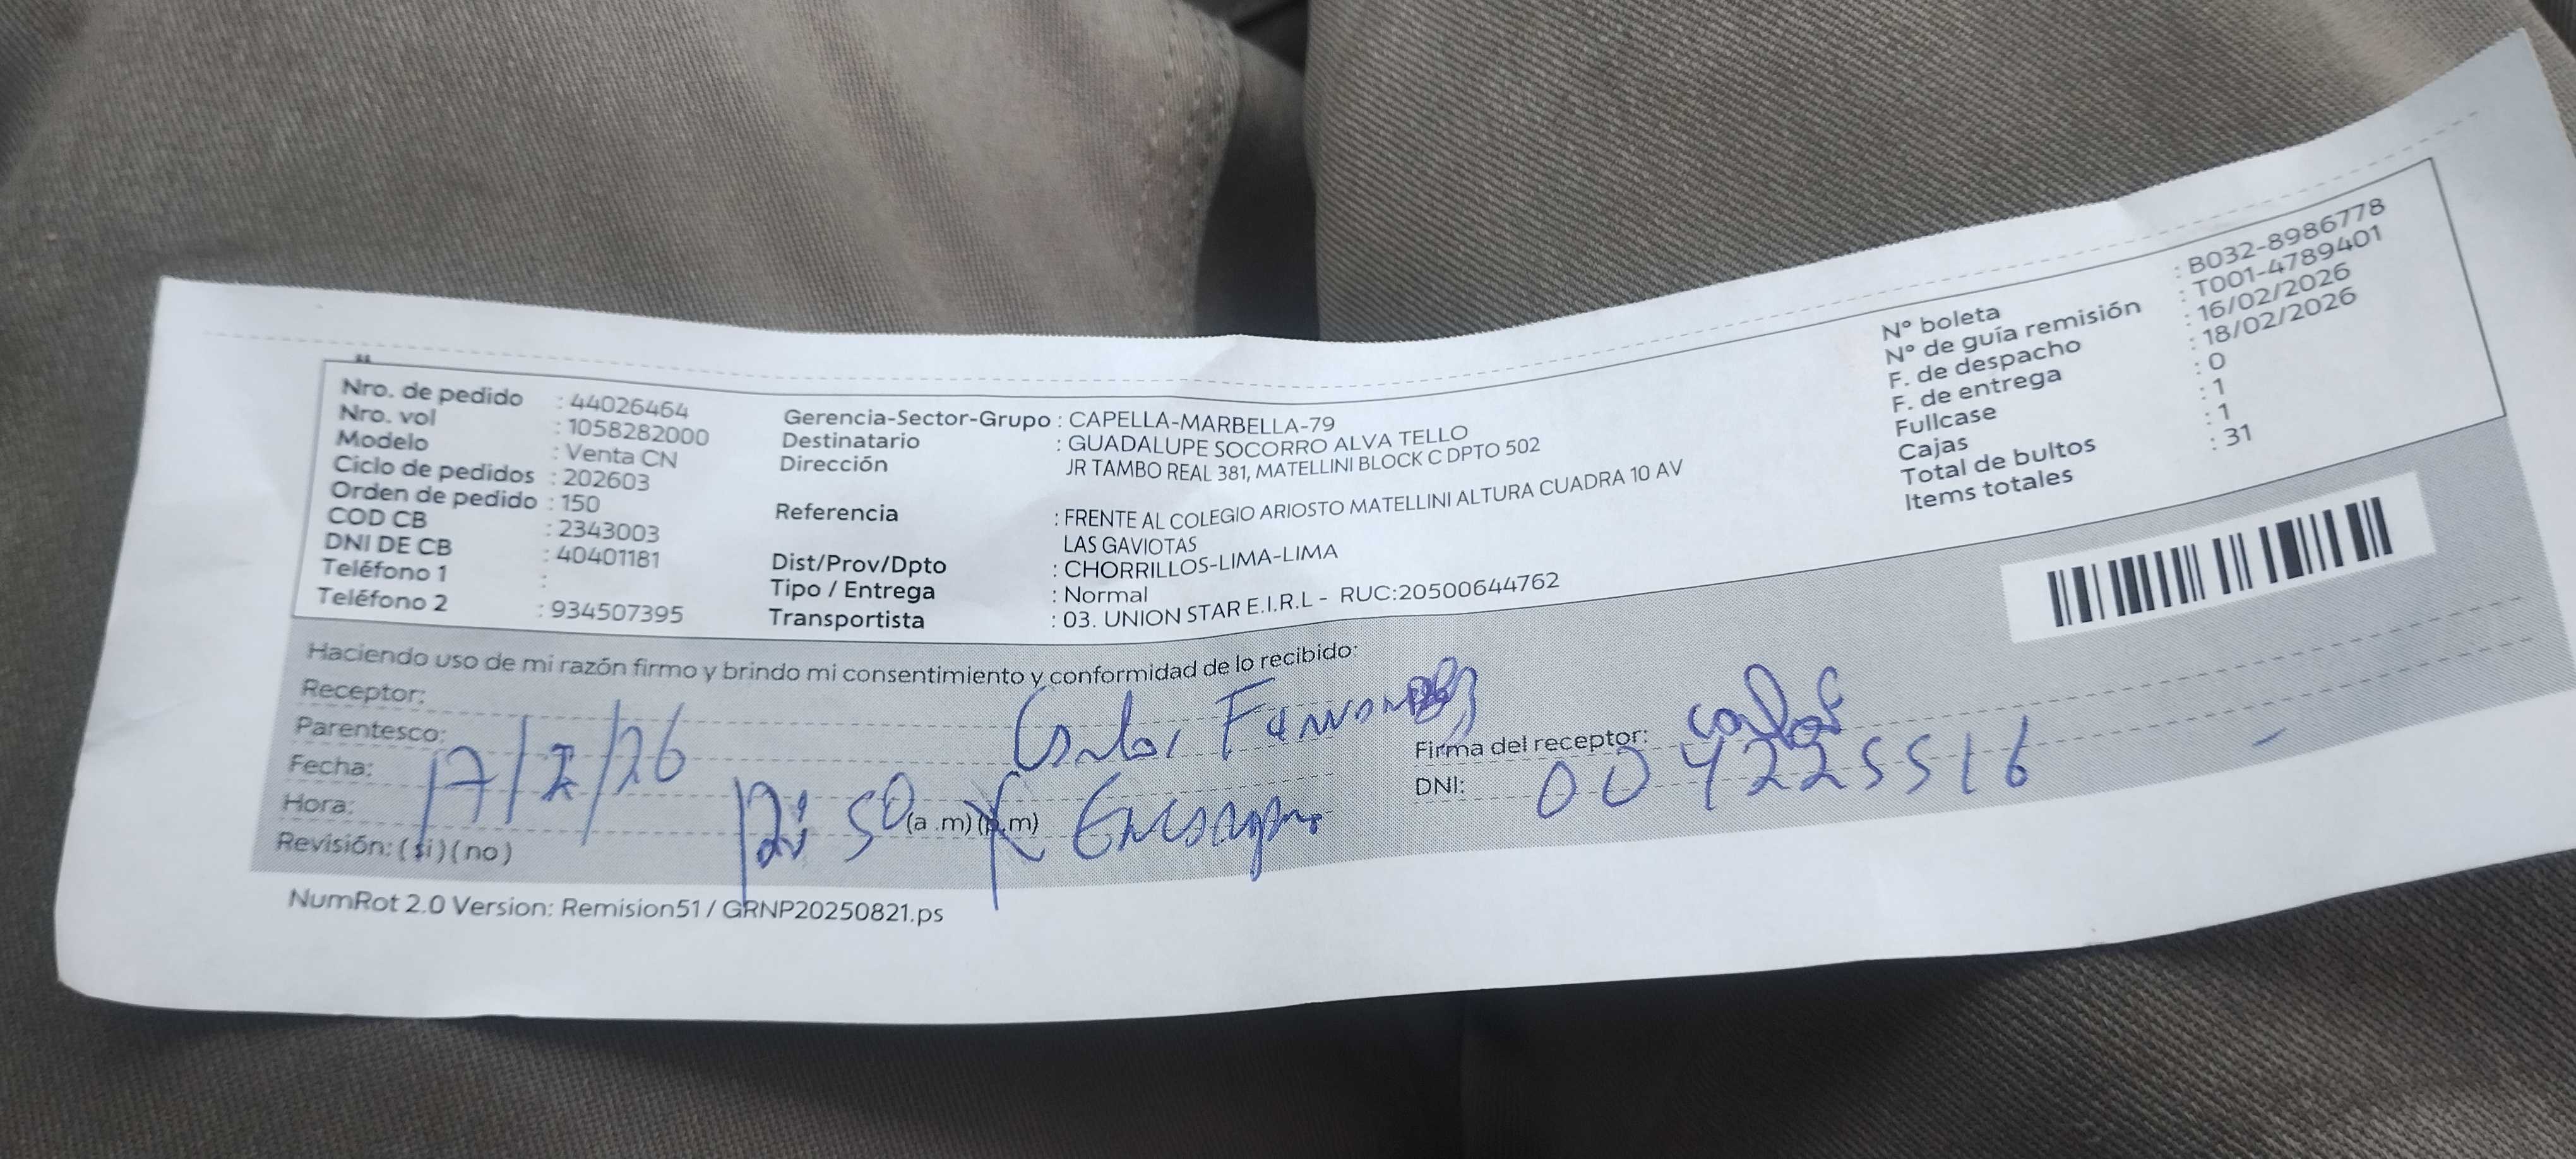 Nro. de pedido : 44026464
Nro. vol : 1058282000
Modelo : Venta CN
Ciclo de pedidos : 202603
Orden de pedido : 150
COD CB : 2343003
DNI DE CB : 40401181
Teléfono 1 :
Teléfono 2 : 934507395
Gerencia-Sector-Grupo : CAPELLA-MARBELLA-79
Destinatario : GUADALUPE SOCORRO ALVA TELLO
Dirección JR TAMBO REAL 381, MATELLINI BLOCK C DPTO 502
Referencia : FRENTE AL COLEGIO ARIOSTO MATELLINI ALTURA CUADRA 10 AV
LAS GAVIOTAS
Dist/Prov/Dpto : CHORRILLOS-LIMA-LIMA
Tipo / Entrega : Normal
Transportista : 03. UNION STAR E.I.R.L - RUC:20500644762
N° boleta : B032-8986778
N° de guía remisión : T001-4789401
F. de despacho : 16/02/2026
F. de entrega : 18/02/2026
Fullcase : 0
Cajas : 1
Total de bultos : 1
Items totales : 31
Haciendo uso de mi razón firmo y brindo mi consentimiento y conformidad de lo recibido:
Receptor: Carlos
Parentesco:
Fecha: 17/2/26
Hora: 12:50 (a .m) (p.m)
Revisión: (si) (no)
Firma del receptor: Carlos
DNI: 004225516
NumRot 2.0 Version: Remision51 / GRNP20250821.ps